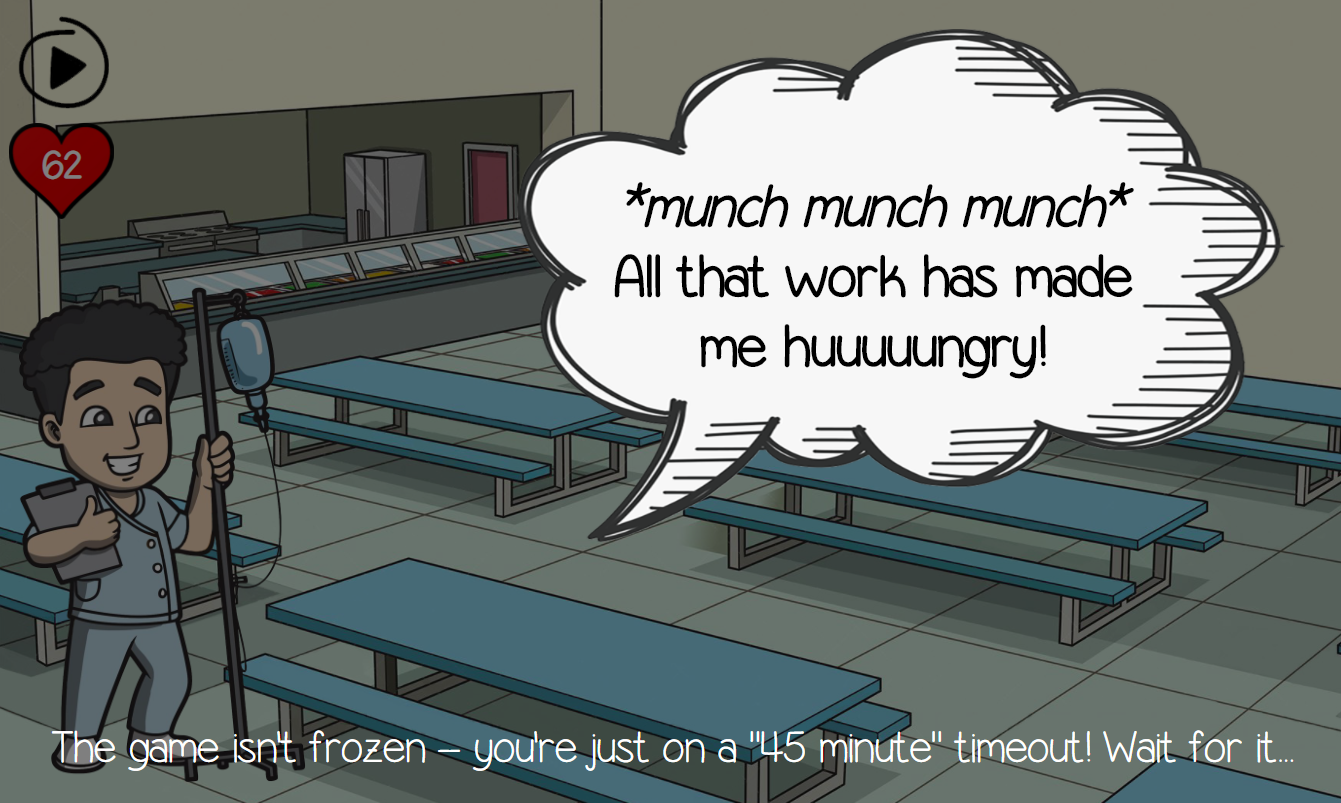 62
*munch munch munch*
All that work has made
me huuuuungry!
The game isn't frozen – you're just on a "45 minute" timeout! Wait for it...